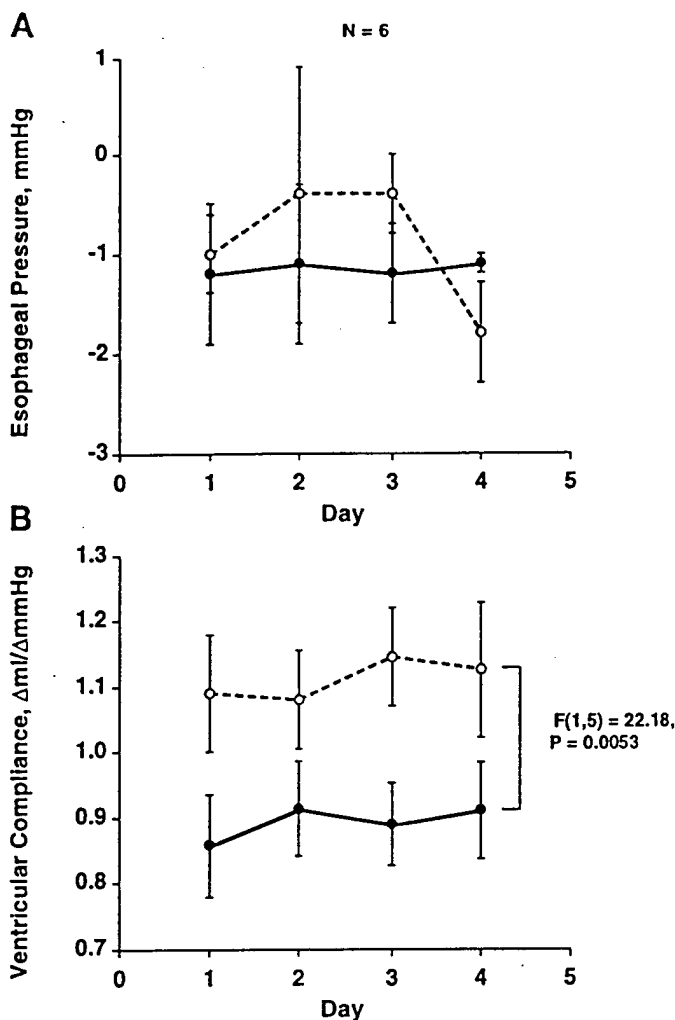 A
N = 6
Esophageal Pressure, mmHg
1
0
-1
-2
-3
0 1 2 3 4 5
Day
B
Ventricular Compliance, Δml/ΔmmHg
1.3
1.2
1.1
1.0
0.9
0.8
0.7
F(1,5) = 22.18,
P = 0.0053
0 1 2 3 4 5
Day